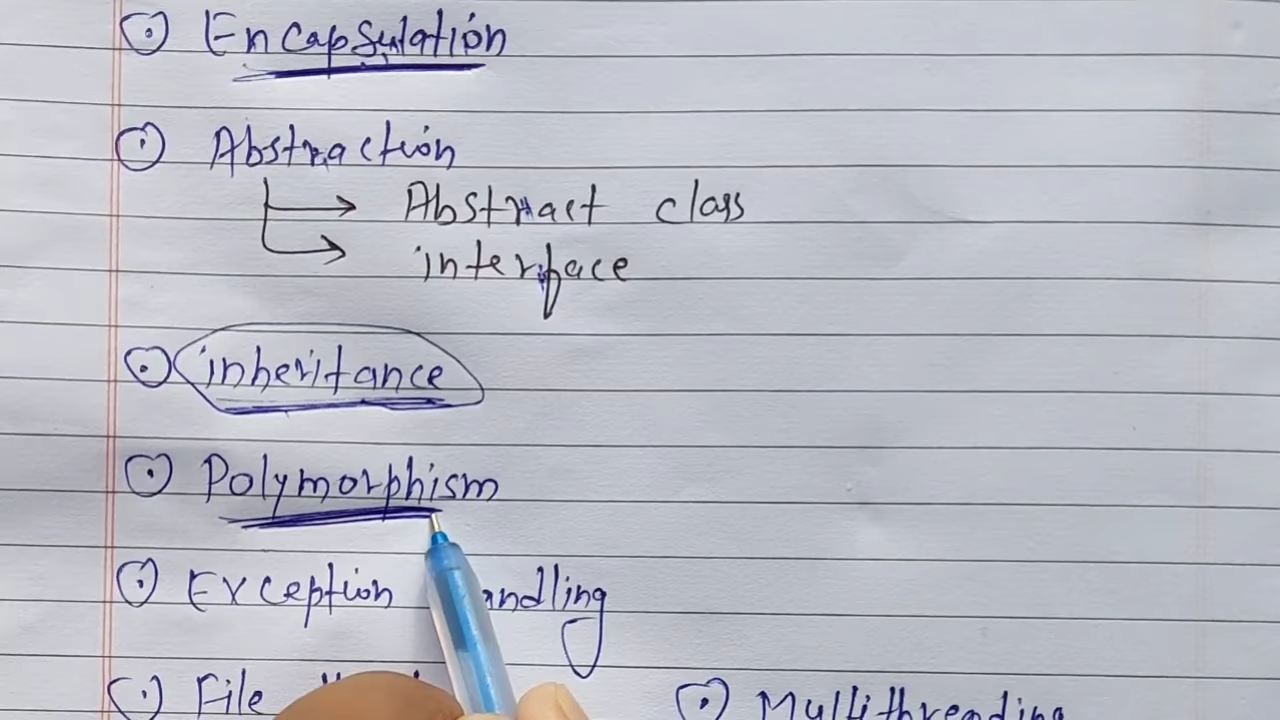 Encapsulation
Abstraction
Abstract class
interface
inheritance
Polymorphism
Exception
File
Multithreading